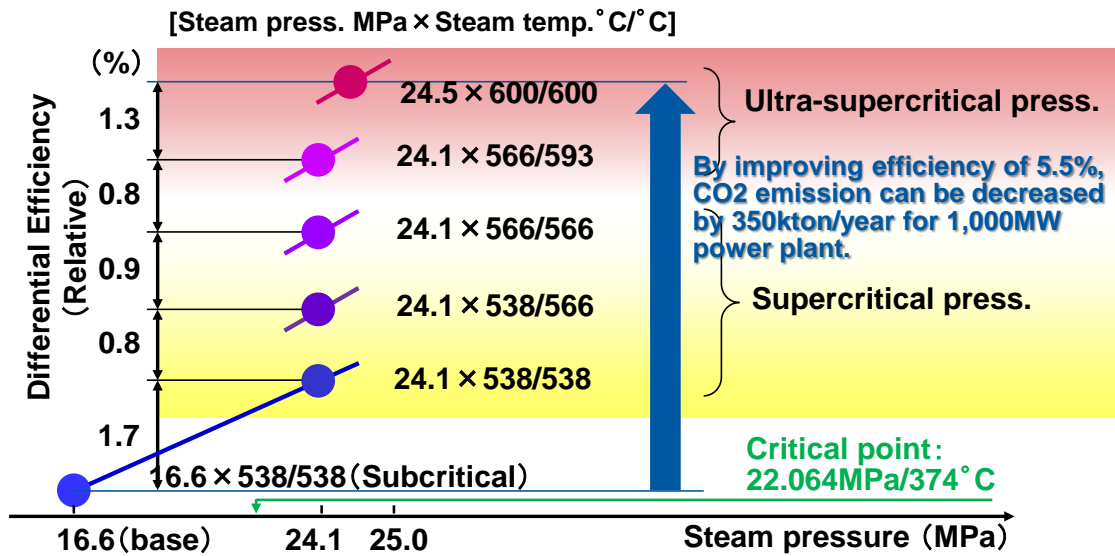 [Steam press. MPa×Steam temp.°C/°C]
(%)
24.5×600/600
Ultra-supercritical press.
1.3
24.1×566/593
By improving efficiency of 5.5%,
CO2 emission can be decreased
by 350kton/year for 1,000MW
power plant.
0.8
24.1×566/566
0.9
24.1×538/566
Supercritical press.
0.8
24.1×538/538
1.7
Differential Efficiency
(Relative)
16.6×538/538(Subcritical)
Critical point:
22.064MPa/374°C
16.6(base)
24.1
25.0
Steam pressure (MPa)